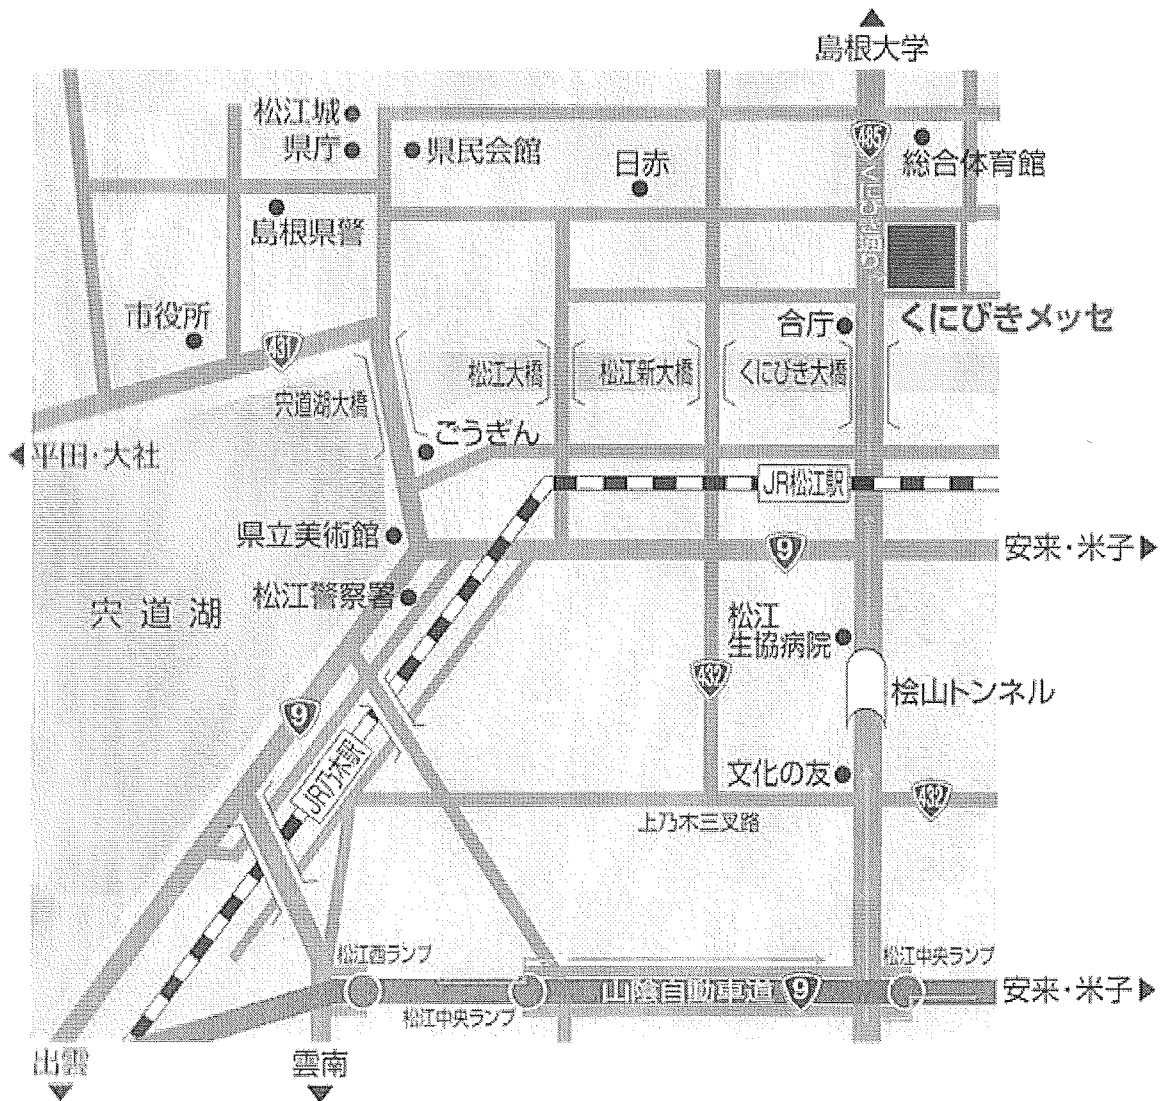 島根大学
松江城
県庁
県民会館
日赤
485
総合体育館
島根県警
くにびき道路
市役所
431
合庁
くにびきメッセ
松江大橋
松江新大橋
くにびき大橋
宍道湖大橋
ごうぎん
平田・大社
JR松江駅
県立美術館
9
安来・米子
松江警察署
宍道湖
松江
生協病院
432
桧山トンネル
9
JR乃木駅
文化の友
432
上乃木三叉路
松江西ランプ
松江中央ランプ
山陰自動車道
9
安来・米子
松江中央ランプ
出雲
雲南